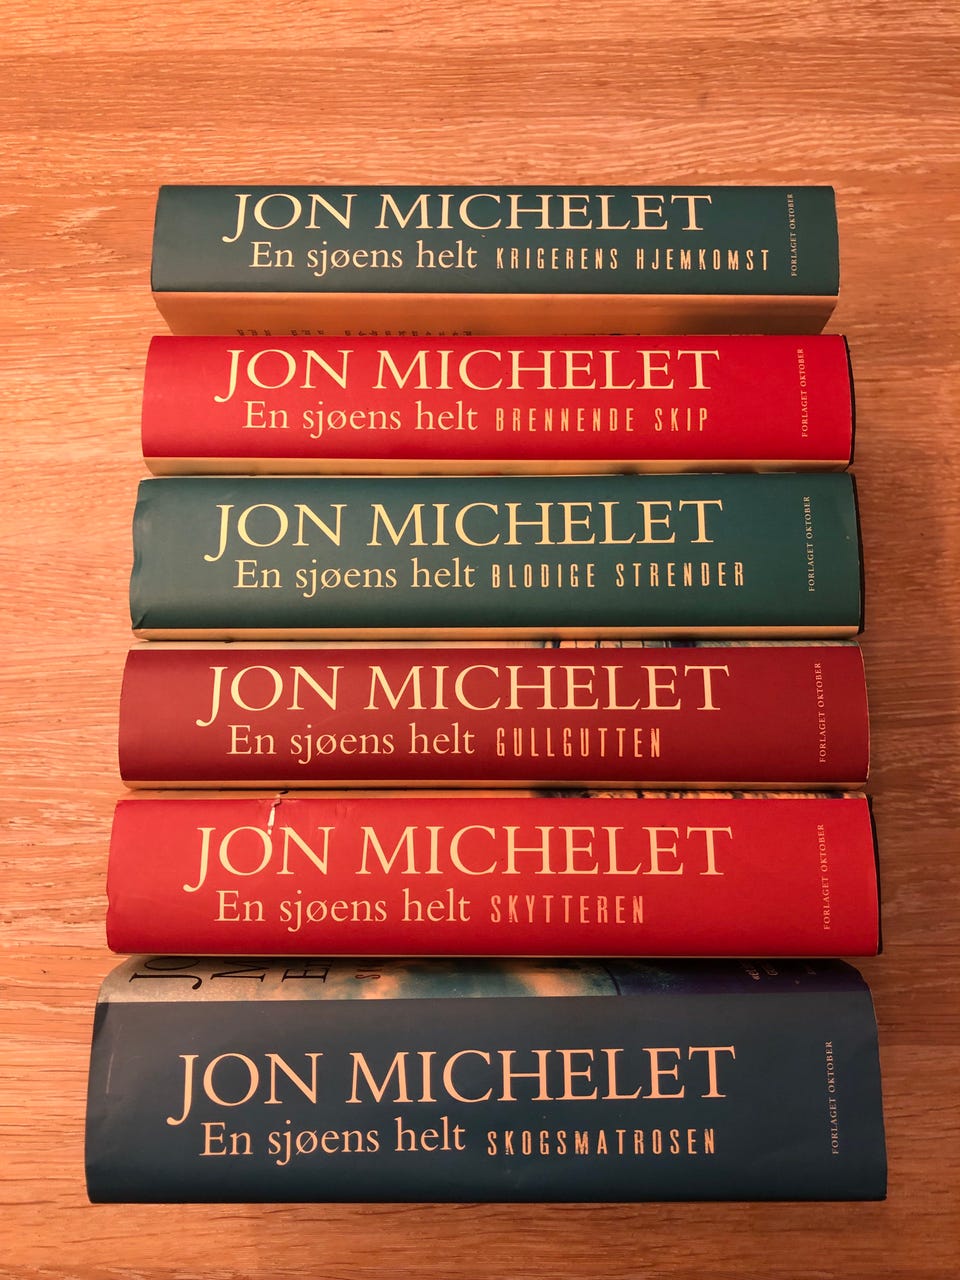 JON MICHELET
En sjøens helt KRIGERENS HJEMKOMST
FORLAGET OKTOBER
JON MICHELET
En sjøens helt BRENNENDE SKIP
FORLAGET OKTOBER
JON MICHELET
En sjøens helt BLODIGE STRENDER
FORLAGET OKTOBER
JON MICHELET
En sjøens helt GULLGUTTEN
FORLAGET OKTOBER
JON MICHELET
En sjøens helt SKYTTEREN
FORLAGET OKTOBER
JON MICHELET
En sjøens helt SKOGSMATROSEN
FORLAGET OKTOBER